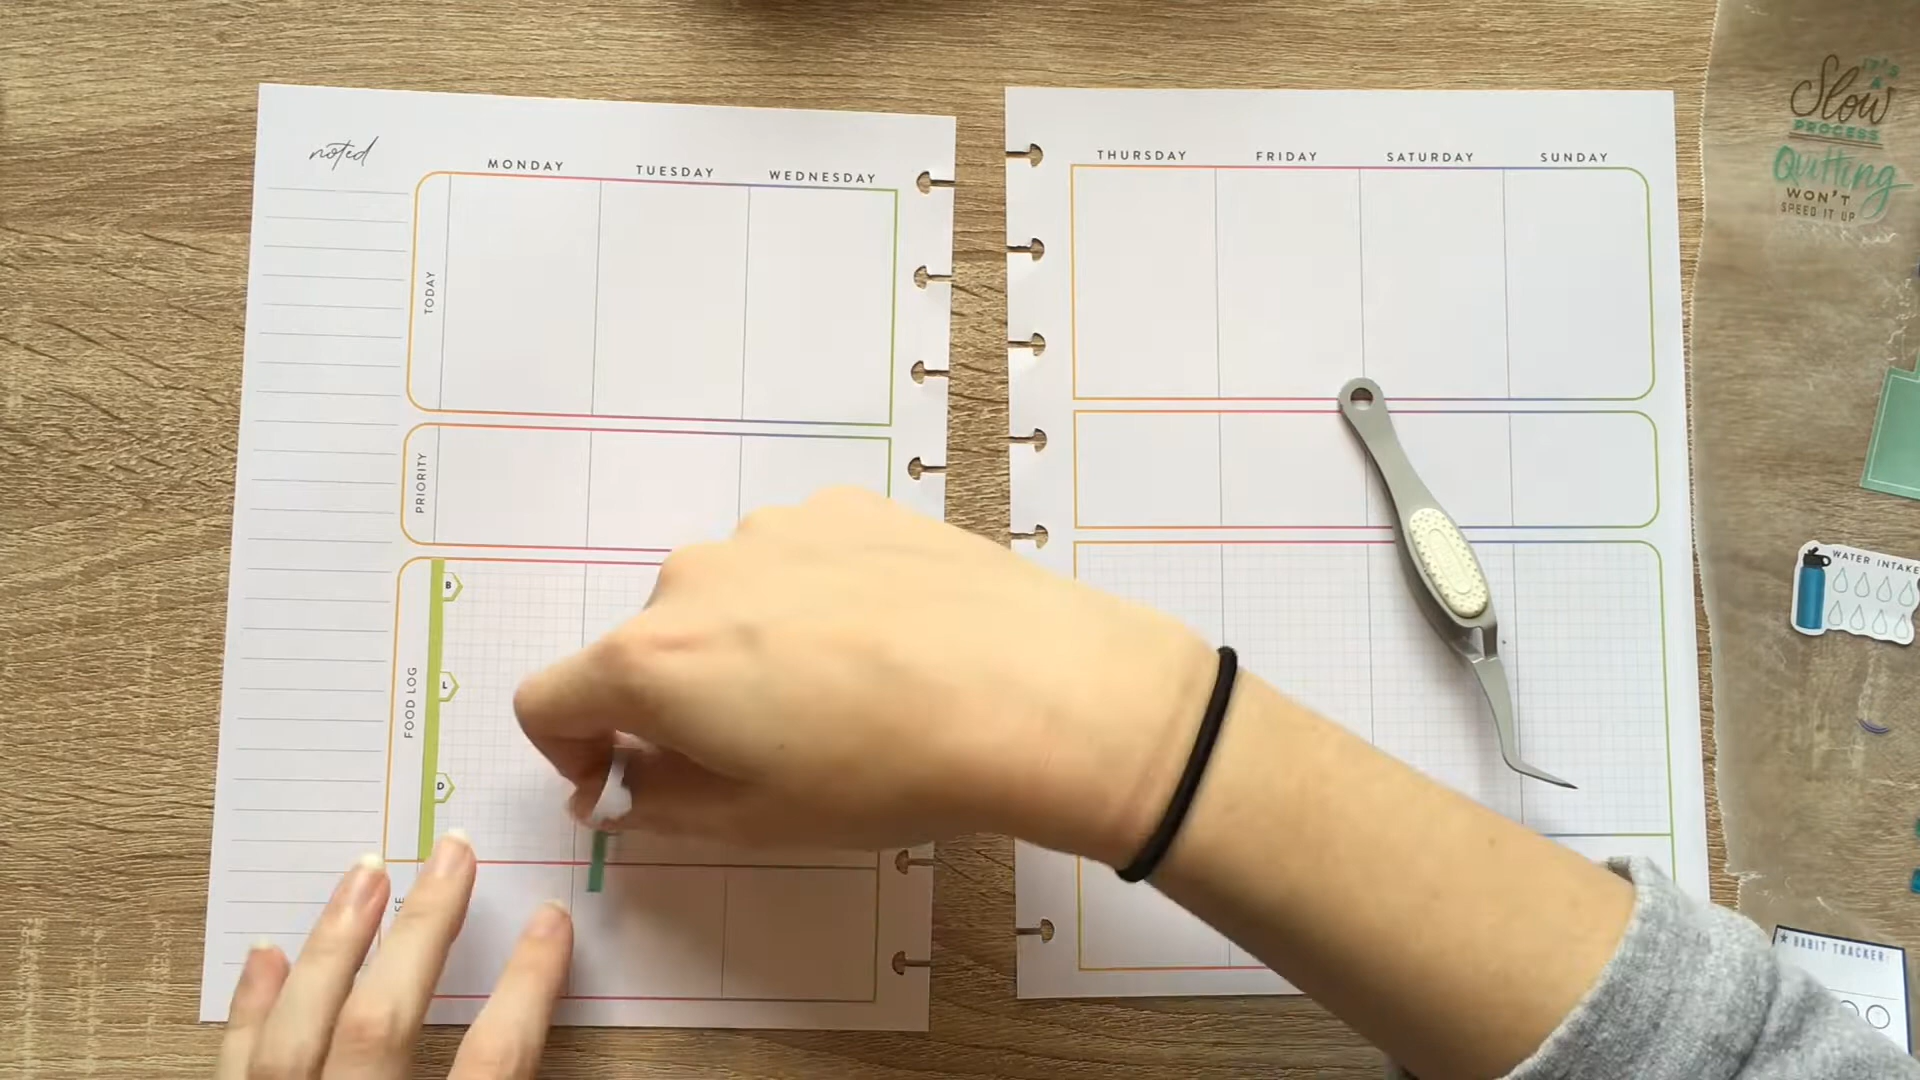 noted
MONDAY
TUESDAY
WEDNESDAY
TODAY
PRIORITY
FOOD LOG
B
L
D
THURSDAY
FRIDAY
SATURDAY
SUNDAY
IT'S
A
Slow
PROCESS
Quitting
WON'T
SPEED IT UP
WATER INTAKE
HABIT TRACKER